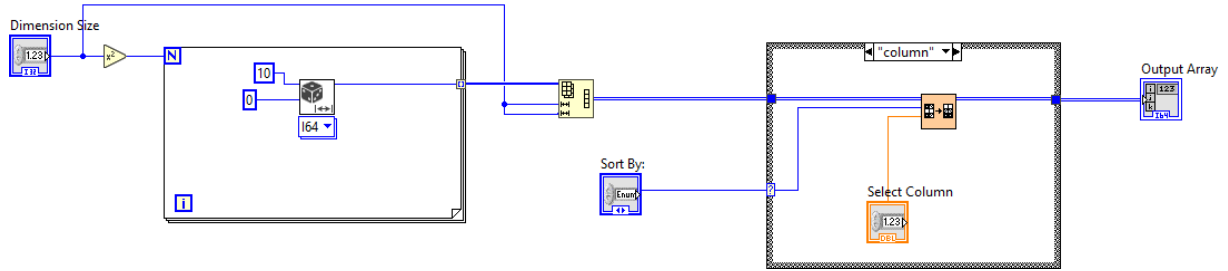 Dimension Size
1.23
I32
x²
N
10
0
I64
i
Sort By:
Enum
?
"column"
Select Column
1.23
DBL
Output Array
i 123
j
k
I64